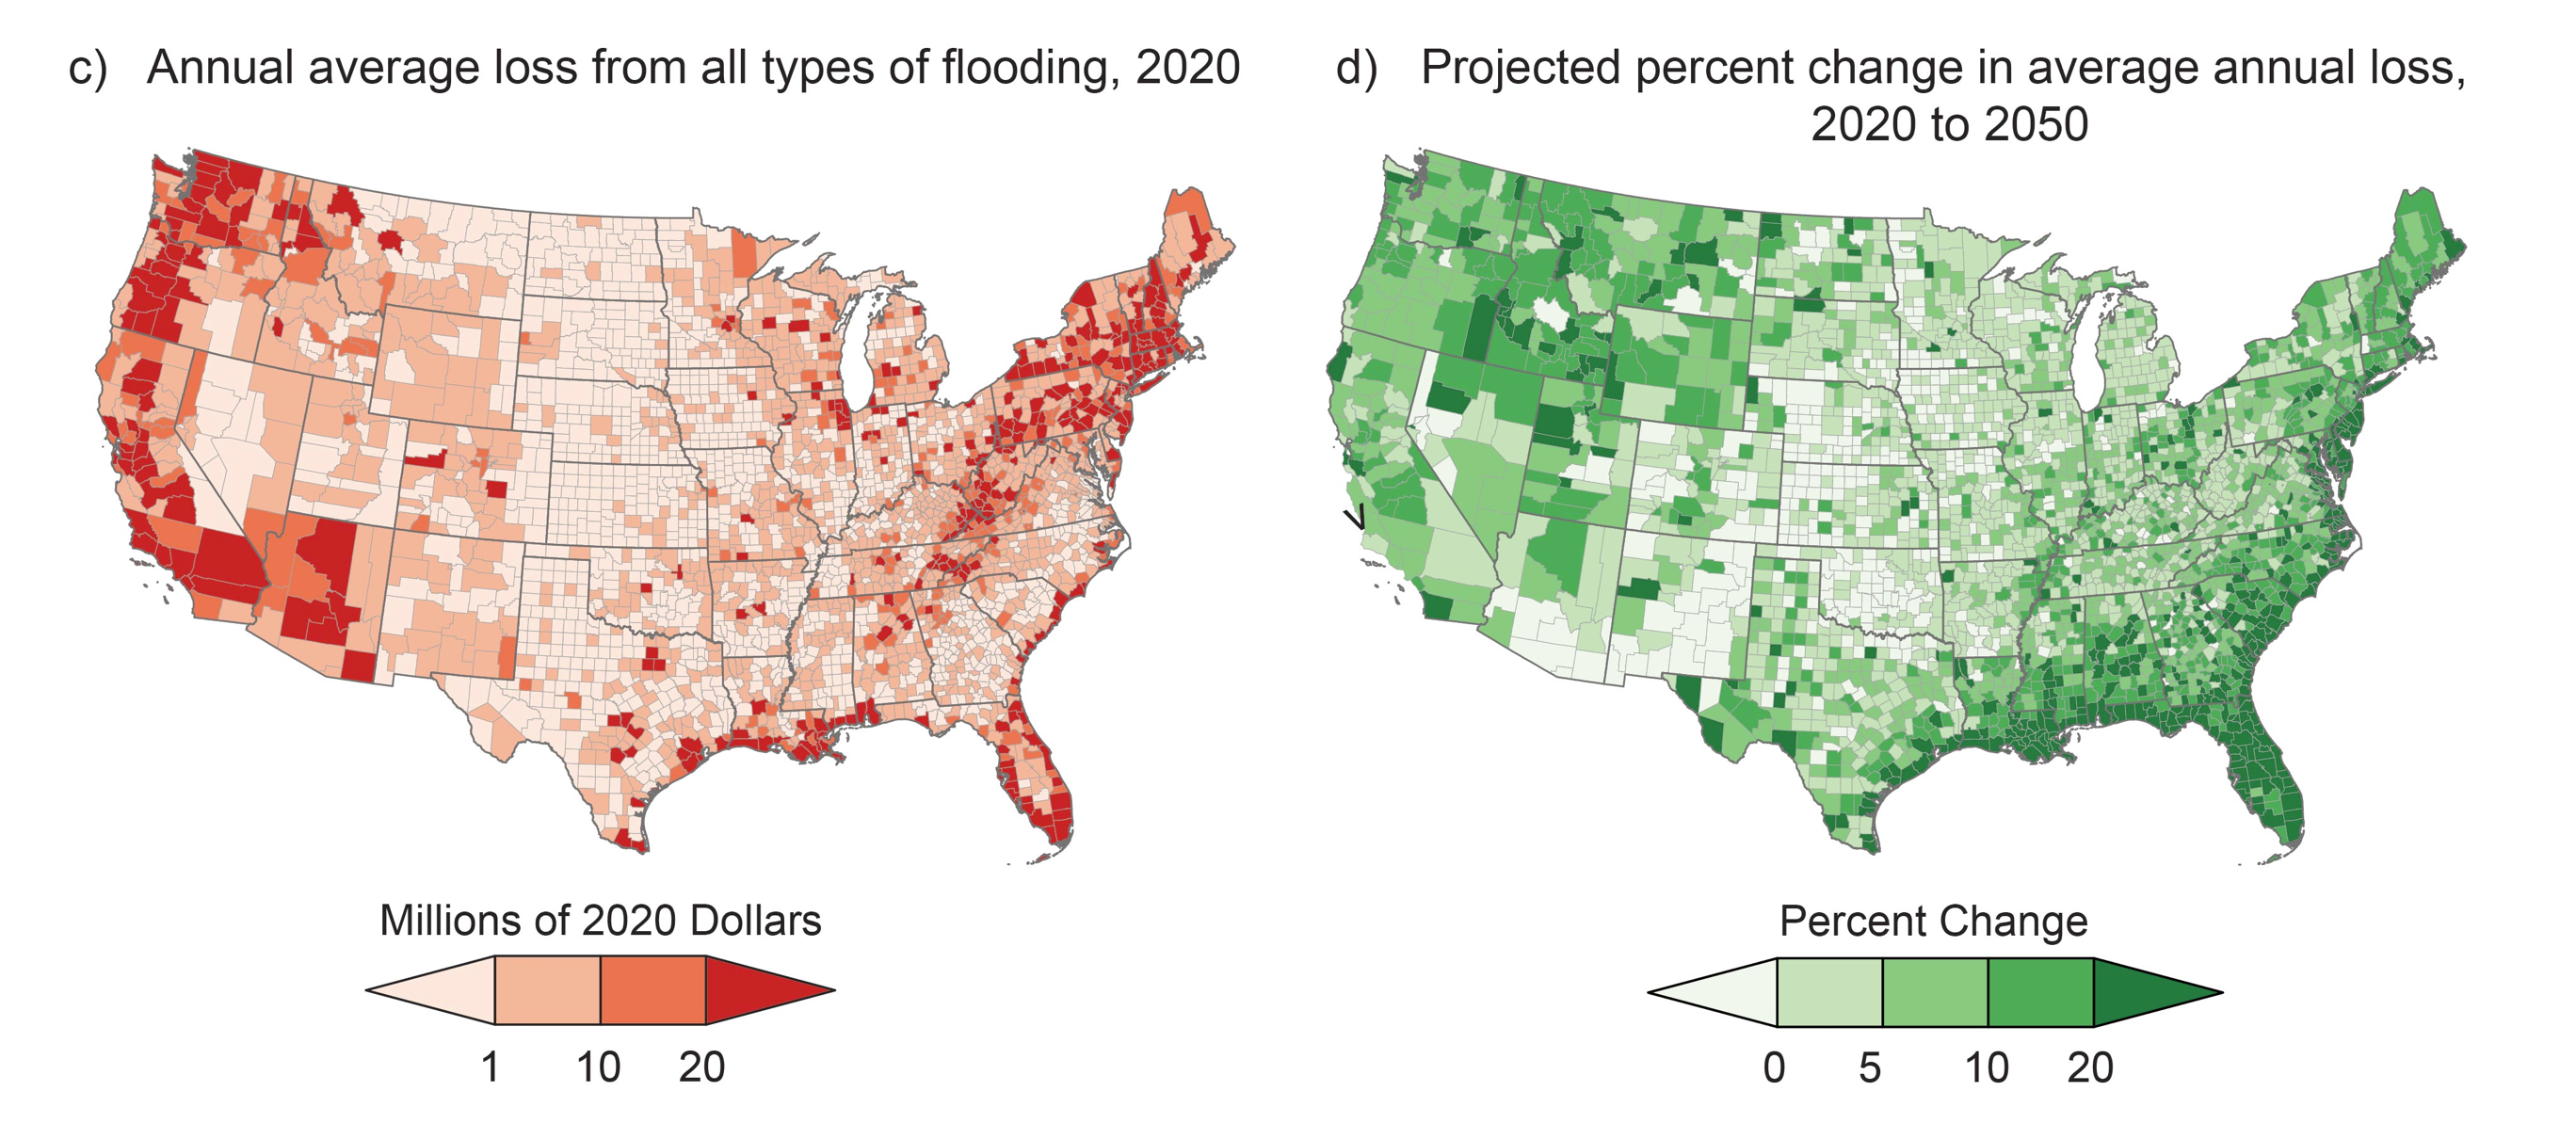 c) Annual average loss from all types of flooding, 2020
d) Projected percent change in average annual loss,
2020 to 2050
Millions of 2020 Dollars
1 10 20
Percent Change
0 5 10 20